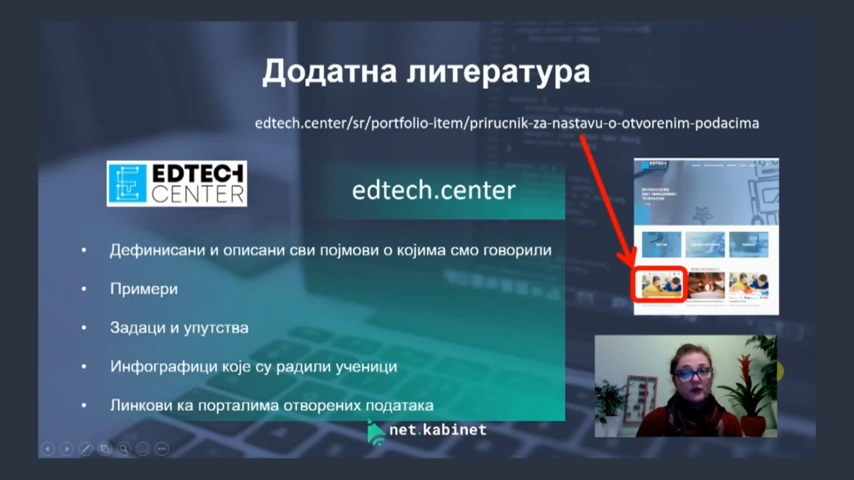 Додатна литература
edtech.center/sr/portfolio-item/prirucnik-za-nastavu-o-otvorenim-podacima
EDTECH
CENTER
edtech.center
• Дефинисани и описани сви појмови о којима смо говорили
• Примери
• Задаци и упутства
• Инфографици које су радили ученици
• Линкови ка порталима отворених података
net.kabinet